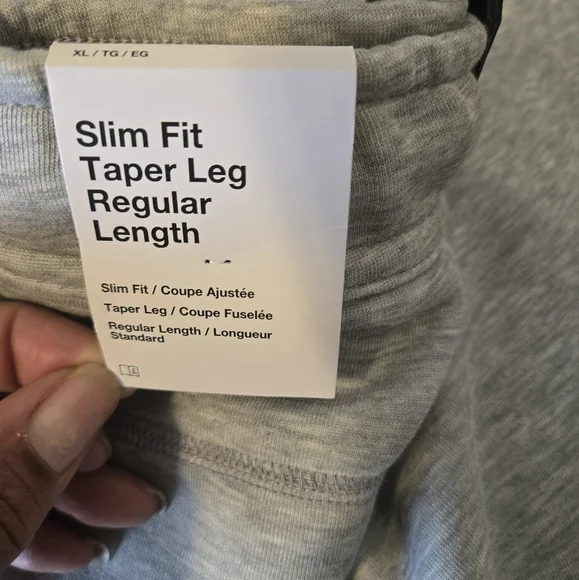 XL / TG / EG
Slim Fit
Taper Leg
Regular
Length
Slim Fit / Coupe Ajustée
Taper Leg / Coupe Fuselée
Regular Length / Longueur
Standard